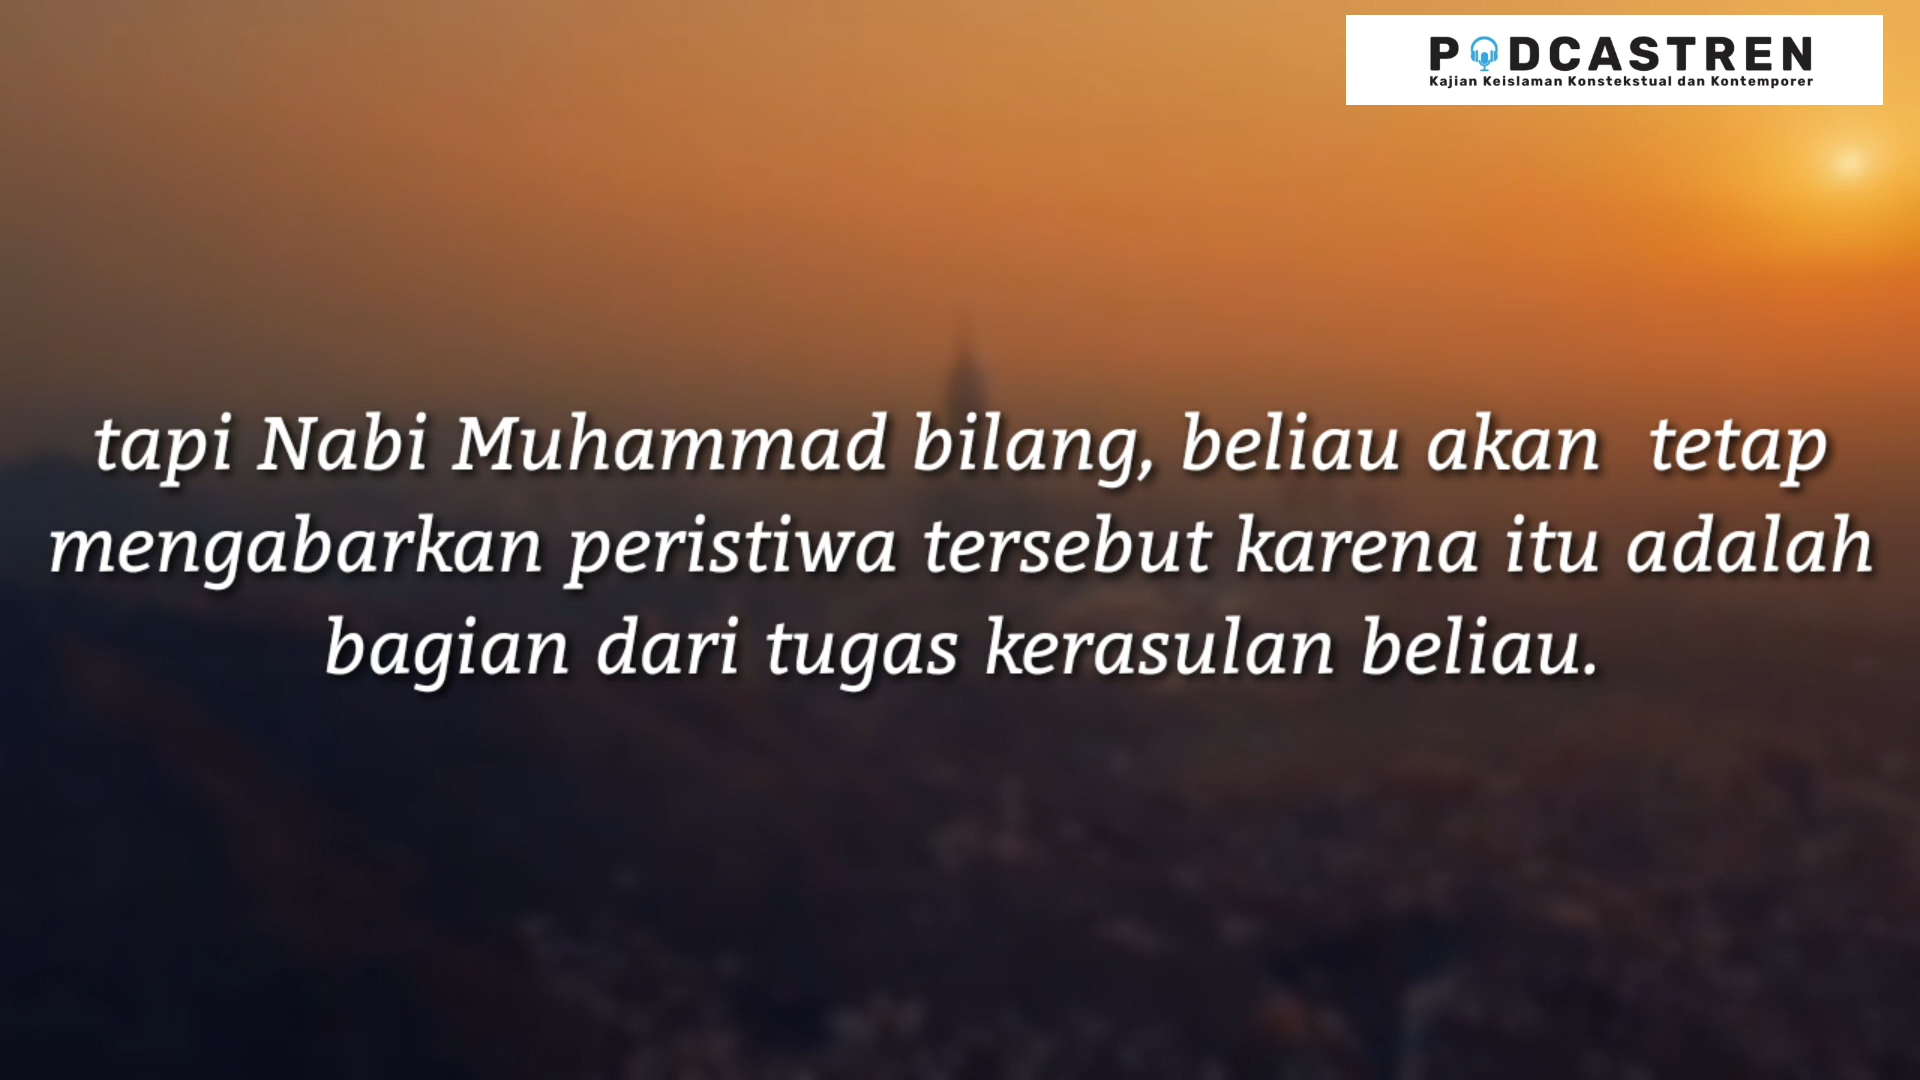 PODCASTREN
Kajian Keislaman Konstekstual dan Kontemporer
tapi Nabi Muhammad bilang, beliau akan  tetap
mengabarkan peristiwa tersebut karena itu adalah
bagian dari tugas kerasulan beliau.